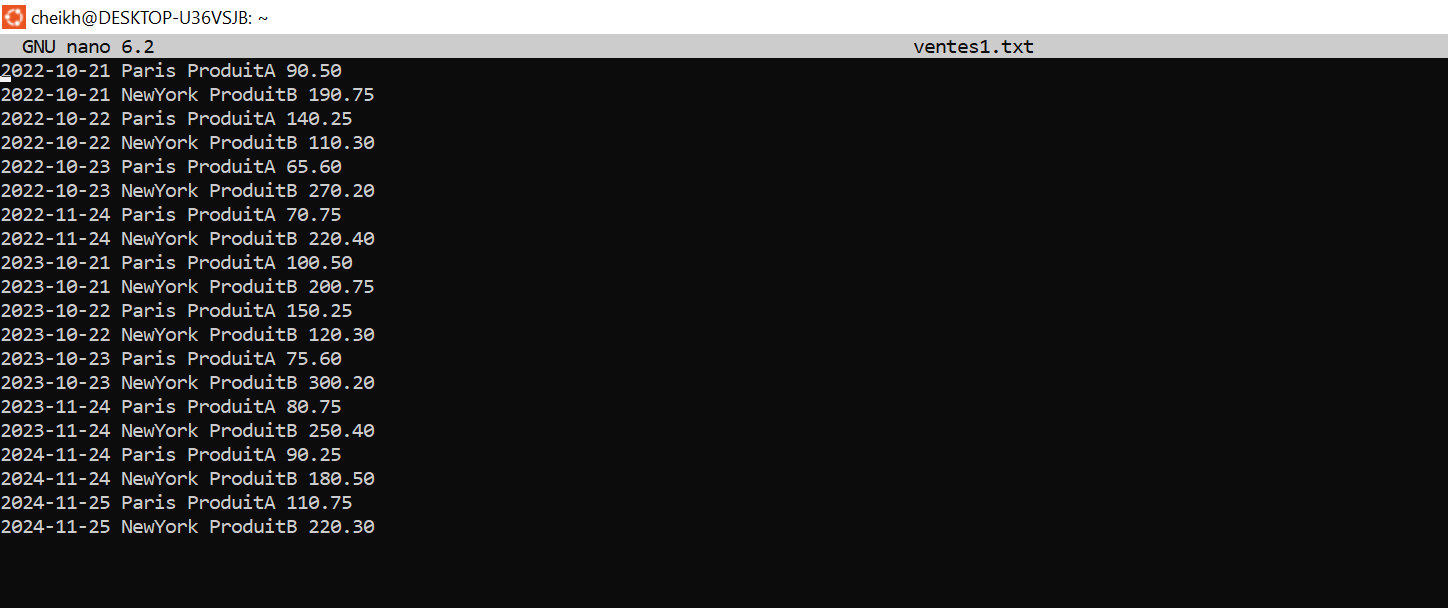 cheikh@DESKTOP-U36VSJB: ~
GNU nano 6.2 ventes1.txt
2022-10-21 Paris ProduitA 90.50
2022-10-21 NewYork ProduitB 190.75
2022-10-22 Paris ProduitA 140.25
2022-10-22 NewYork ProduitB 110.30
2022-10-23 Paris ProduitA 65.60
2022-10-23 NewYork ProduitB 270.20
2022-11-24 Paris ProduitA 70.75
2022-11-24 NewYork ProduitB 220.40
2023-10-21 Paris ProduitA 100.50
2023-10-21 NewYork ProduitB 200.75
2023-10-22 Paris ProduitA 150.25
2023-10-22 NewYork ProduitB 120.30
2023-10-23 Paris ProduitA 75.60
2023-10-23 NewYork ProduitB 300.20
2023-11-24 Paris ProduitA 80.75
2023-11-24 NewYork ProduitB 250.40
2024-11-24 Paris ProduitA 90.25
2024-11-24 NewYork ProduitB 180.50
2024-11-25 Paris ProduitA 110.75
2024-11-25 NewYork ProduitB 220.30